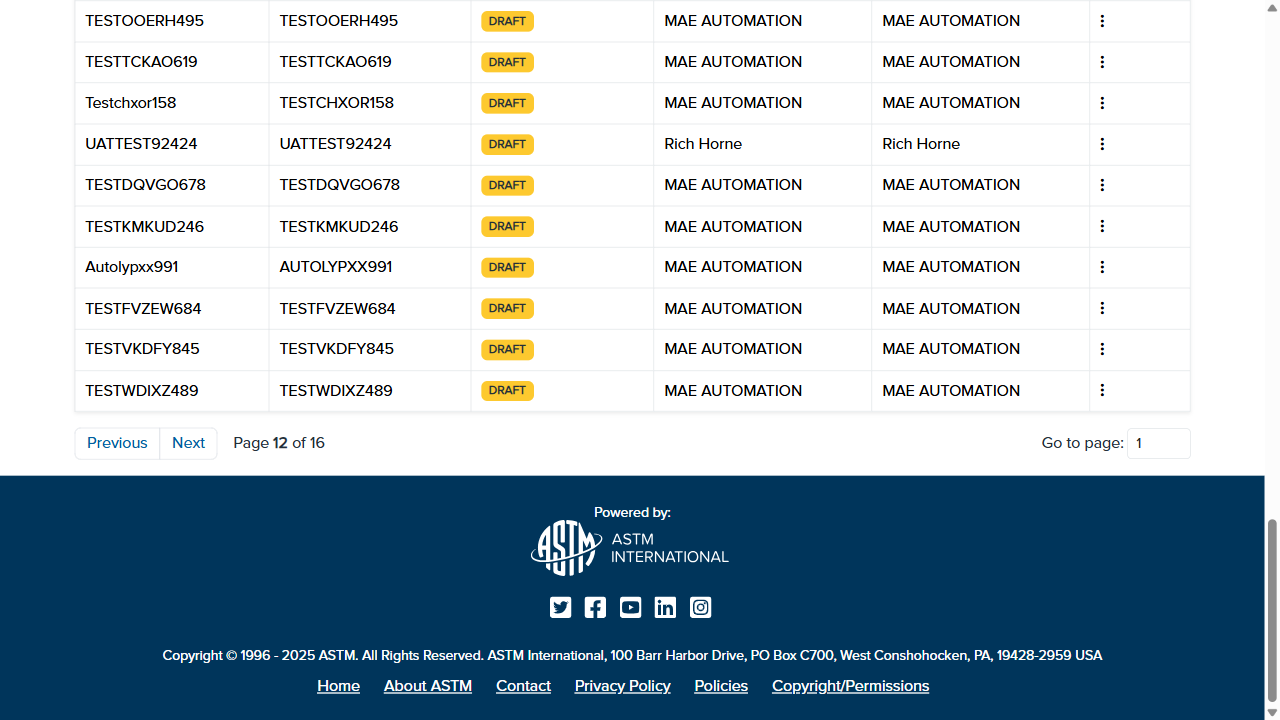 TESTOOERH495 TESTOOERH495 DRAFT MAE AUTOMATION MAE AUTOMATION
TESTTCKAO619 TESTTCKAO619 DRAFT MAE AUTOMATION MAE AUTOMATION
Testchxor158 TESTCHXOR158 DRAFT MAE AUTOMATION MAE AUTOMATION
UATTEST92424 UATTEST92424 DRAFT Rich Horne Rich Horne
TESTDQVGO678 TESTDQVGO678 DRAFT MAE AUTOMATION MAE AUTOMATION
TESTKMKUD246 TESTKMKUD246 DRAFT MAE AUTOMATION MAE AUTOMATION
Autolypxx991 AUTOLYPXX991 DRAFT MAE AUTOMATION MAE AUTOMATION
TESTFVZEW684 TESTFVZEW684 DRAFT MAE AUTOMATION MAE AUTOMATION
TESTVKDFY845 TESTVKDFY845 DRAFT MAE AUTOMATION MAE AUTOMATION
TESTWDIXZ489 TESTWDIXZ489 DRAFT MAE AUTOMATION MAE AUTOMATION
Previous Next Page 12 of 16 Go to page: 1
Powered by:
ASTM ASTM
INTERNATIONAL
Copyright © 1996 - 2025 ASTM. All Rights Reserved. ASTM International, 100 Barr Harbor Drive, PO Box C700, West Conshohocken, PA, 19428-2959 USA
Home About ASTM Contact Privacy Policy Policies Copyright/Permissions